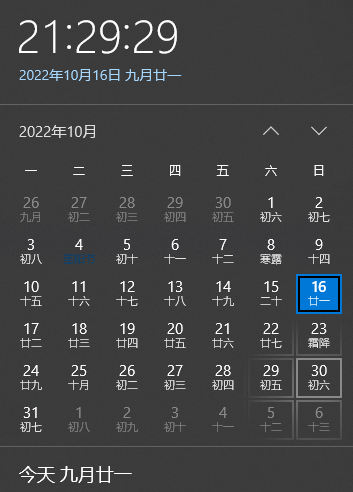 21:29:29
2022年10月16日 九月廿一
2022年10月
一 二 三 四 五 六 日
26 27 28 29 30 1 2
九月 初二 初三 初四 初五 初六 初七
3 4 5 6 7 8 9
初八 初十 十一 十二 寒露 十四
10 11 12 13 14 15 16
十五 十六 十七 十八 十九 二十 廿一
17 18 19 20 21 22 23
廿二 廿三 廿四 廿五 廿六 廿七 霜降
24 25 26 27 28 29 30
廿九 十月 初二 初三 初四 初五 初六
31 1 2 3 4 5 6
初七 初八 初九 初十 十一 十二 十三
今天 九月廿一